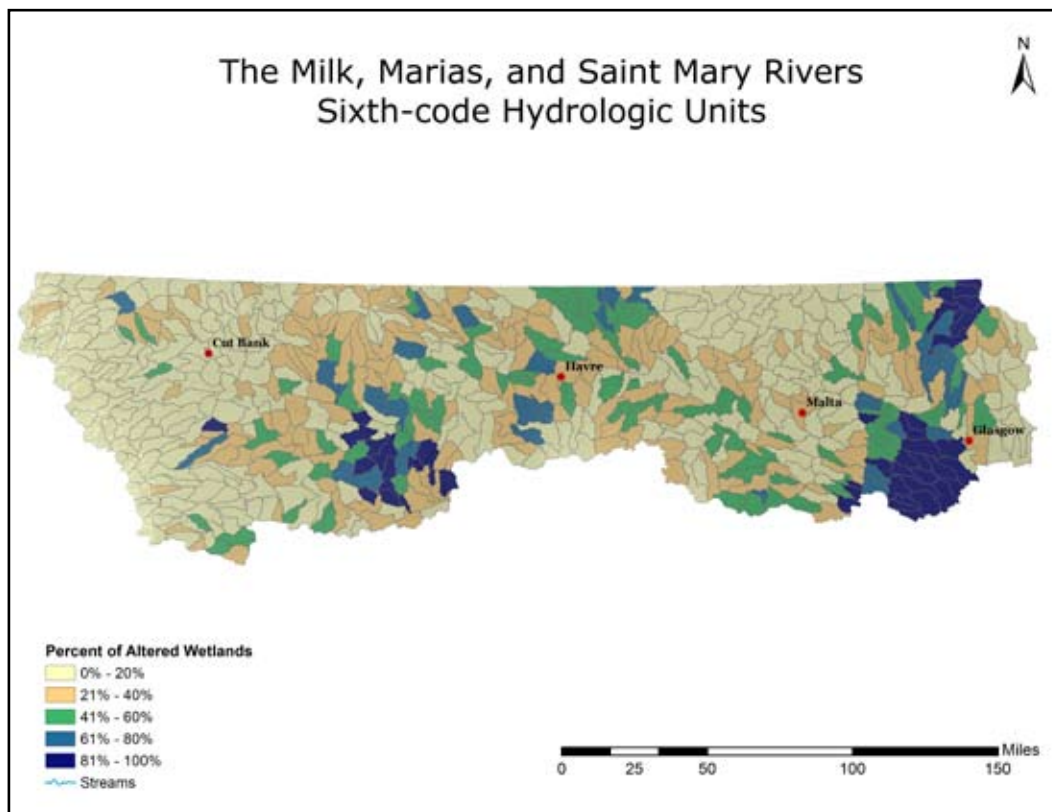 The Milk, Marias, and Saint Mary Rivers
Sixth-code Hydrologic Units
N
Cut Bank
Havre
Malta
Glasgow
Percent of Altered Wetlands
0% - 20%
21% - 40%
41% - 60%
61% - 80%
81% - 100%
Streams
Miles
0 25 50 100 150